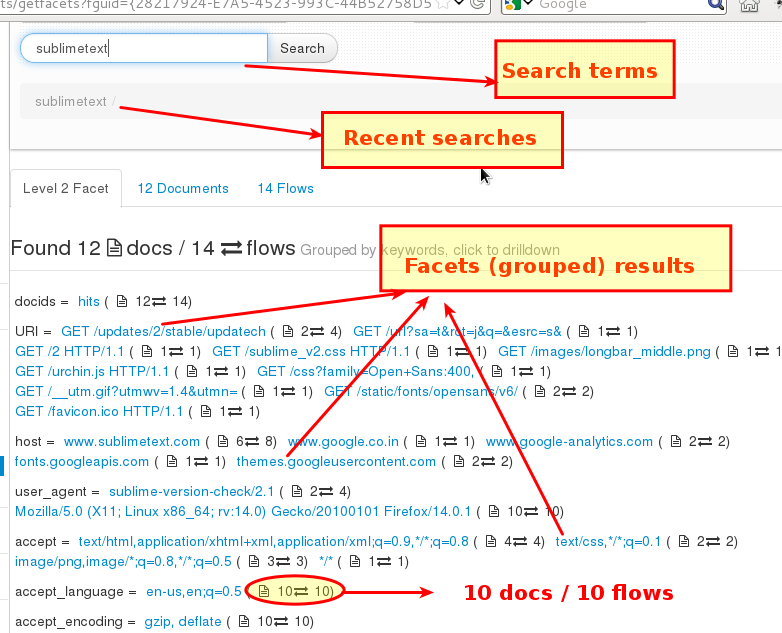 ts/getfacets?fguid={28217924-E7A5-4523-993C-44B52758D5
Google
sublimetext
Search
Search terms
sublimetext /
Recent searches
Level 2 Facet 12 Documents 14 Flows
Found 12 docs / 14 ⇄ flows Grouped by keywords, click to drilldown
Facets (grouped) results
docids = hits ( 12⇄ 14)
URI = GET /updates/2/stable/updatech ( 2⇄ 4) GET /url?sa=t&rct=j&q=&esrc=s& ( 1⇄ 1)
GET /2 HTTP/1.1 ( 1⇄ 1) GET /sublime_v2.css HTTP/1.1 ( 1⇄ 1) GET /images/longbar_middle.png ( 1⇄ 1
GET /urchin.js HTTP/1.1 ( 1⇄ 1) GET /css?family=Open+Sans:400, ( 1⇄ 1)
GET /__utm.gif?utmwv=1.4&utmn= ( 1⇄ 1) GET /static/fonts/opensans/v6/ ( 2⇄ 2)
GET /favicon.ico HTTP/1.1 ( 1⇄ 1)
host = www.sublimetext.com ( 6⇄ 8) www.google.co.in ( 1⇄ 1) www.google-analytics.com ( 2⇄ 2)
fonts.googleapis.com ( 1⇄ 1) themes.googleusercontent.com ( 2⇄ 2)
user_agent = sublime-version-check/2.1 ( 2⇄ 4)
Mozilla/5.0 (X11; Linux x86_64; rv:14.0) Gecko/20100101 Firefox/14.0.1 ( 10⇄ 10)
accept = text/html,application/xhtml+xml,application/xml;q=0.9,*/*;q=0.8 ( 4⇄ 4) text/css,*/*;q=0.1 ( 2⇄ 2)
image/png,image/*;q=0.8,*/*;q=0.5 ( 3⇄ 3) */* ( 1⇄ 1)
accept_language = en-us,en;q=0.5 ( 10⇄ 10) 10 docs / 10 flows
accept_encoding = gzip, deflate ( 10⇄ 10)